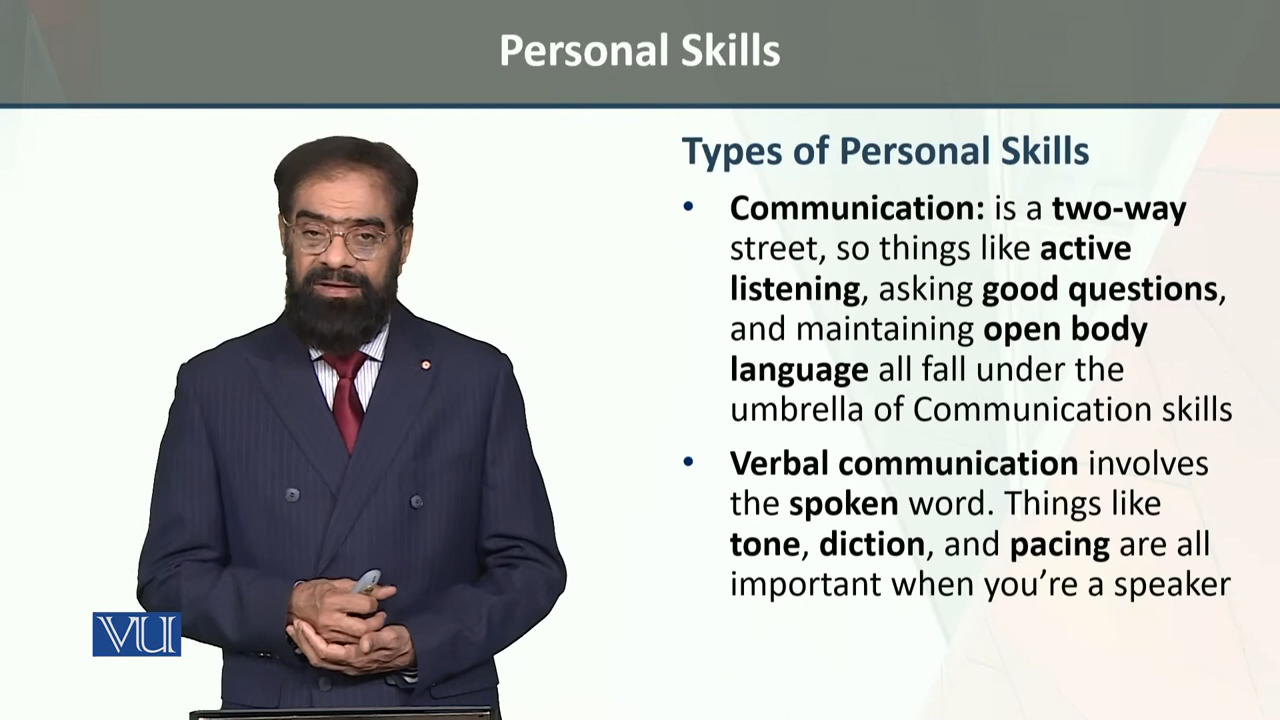 Personal Skills
Types of Personal Skills
• Communication: is a two-way
street, so things like active
listening, asking good questions,
and maintaining open body
language all fall under the
umbrella of Communication skills
• Verbal communication involves
the spoken word. Things like
tone, diction, and pacing are all
important when you’re a speaker
VU